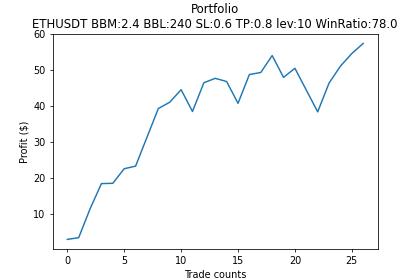 Portfolio
ETHUSDT BBM:2.4 BBL:240 SL:0.6 TP:0.8 lev:10 WinRatio:78.0
60
50
40
30
20
10
Profit ($)
0 5 10 15 20 25
Trade counts